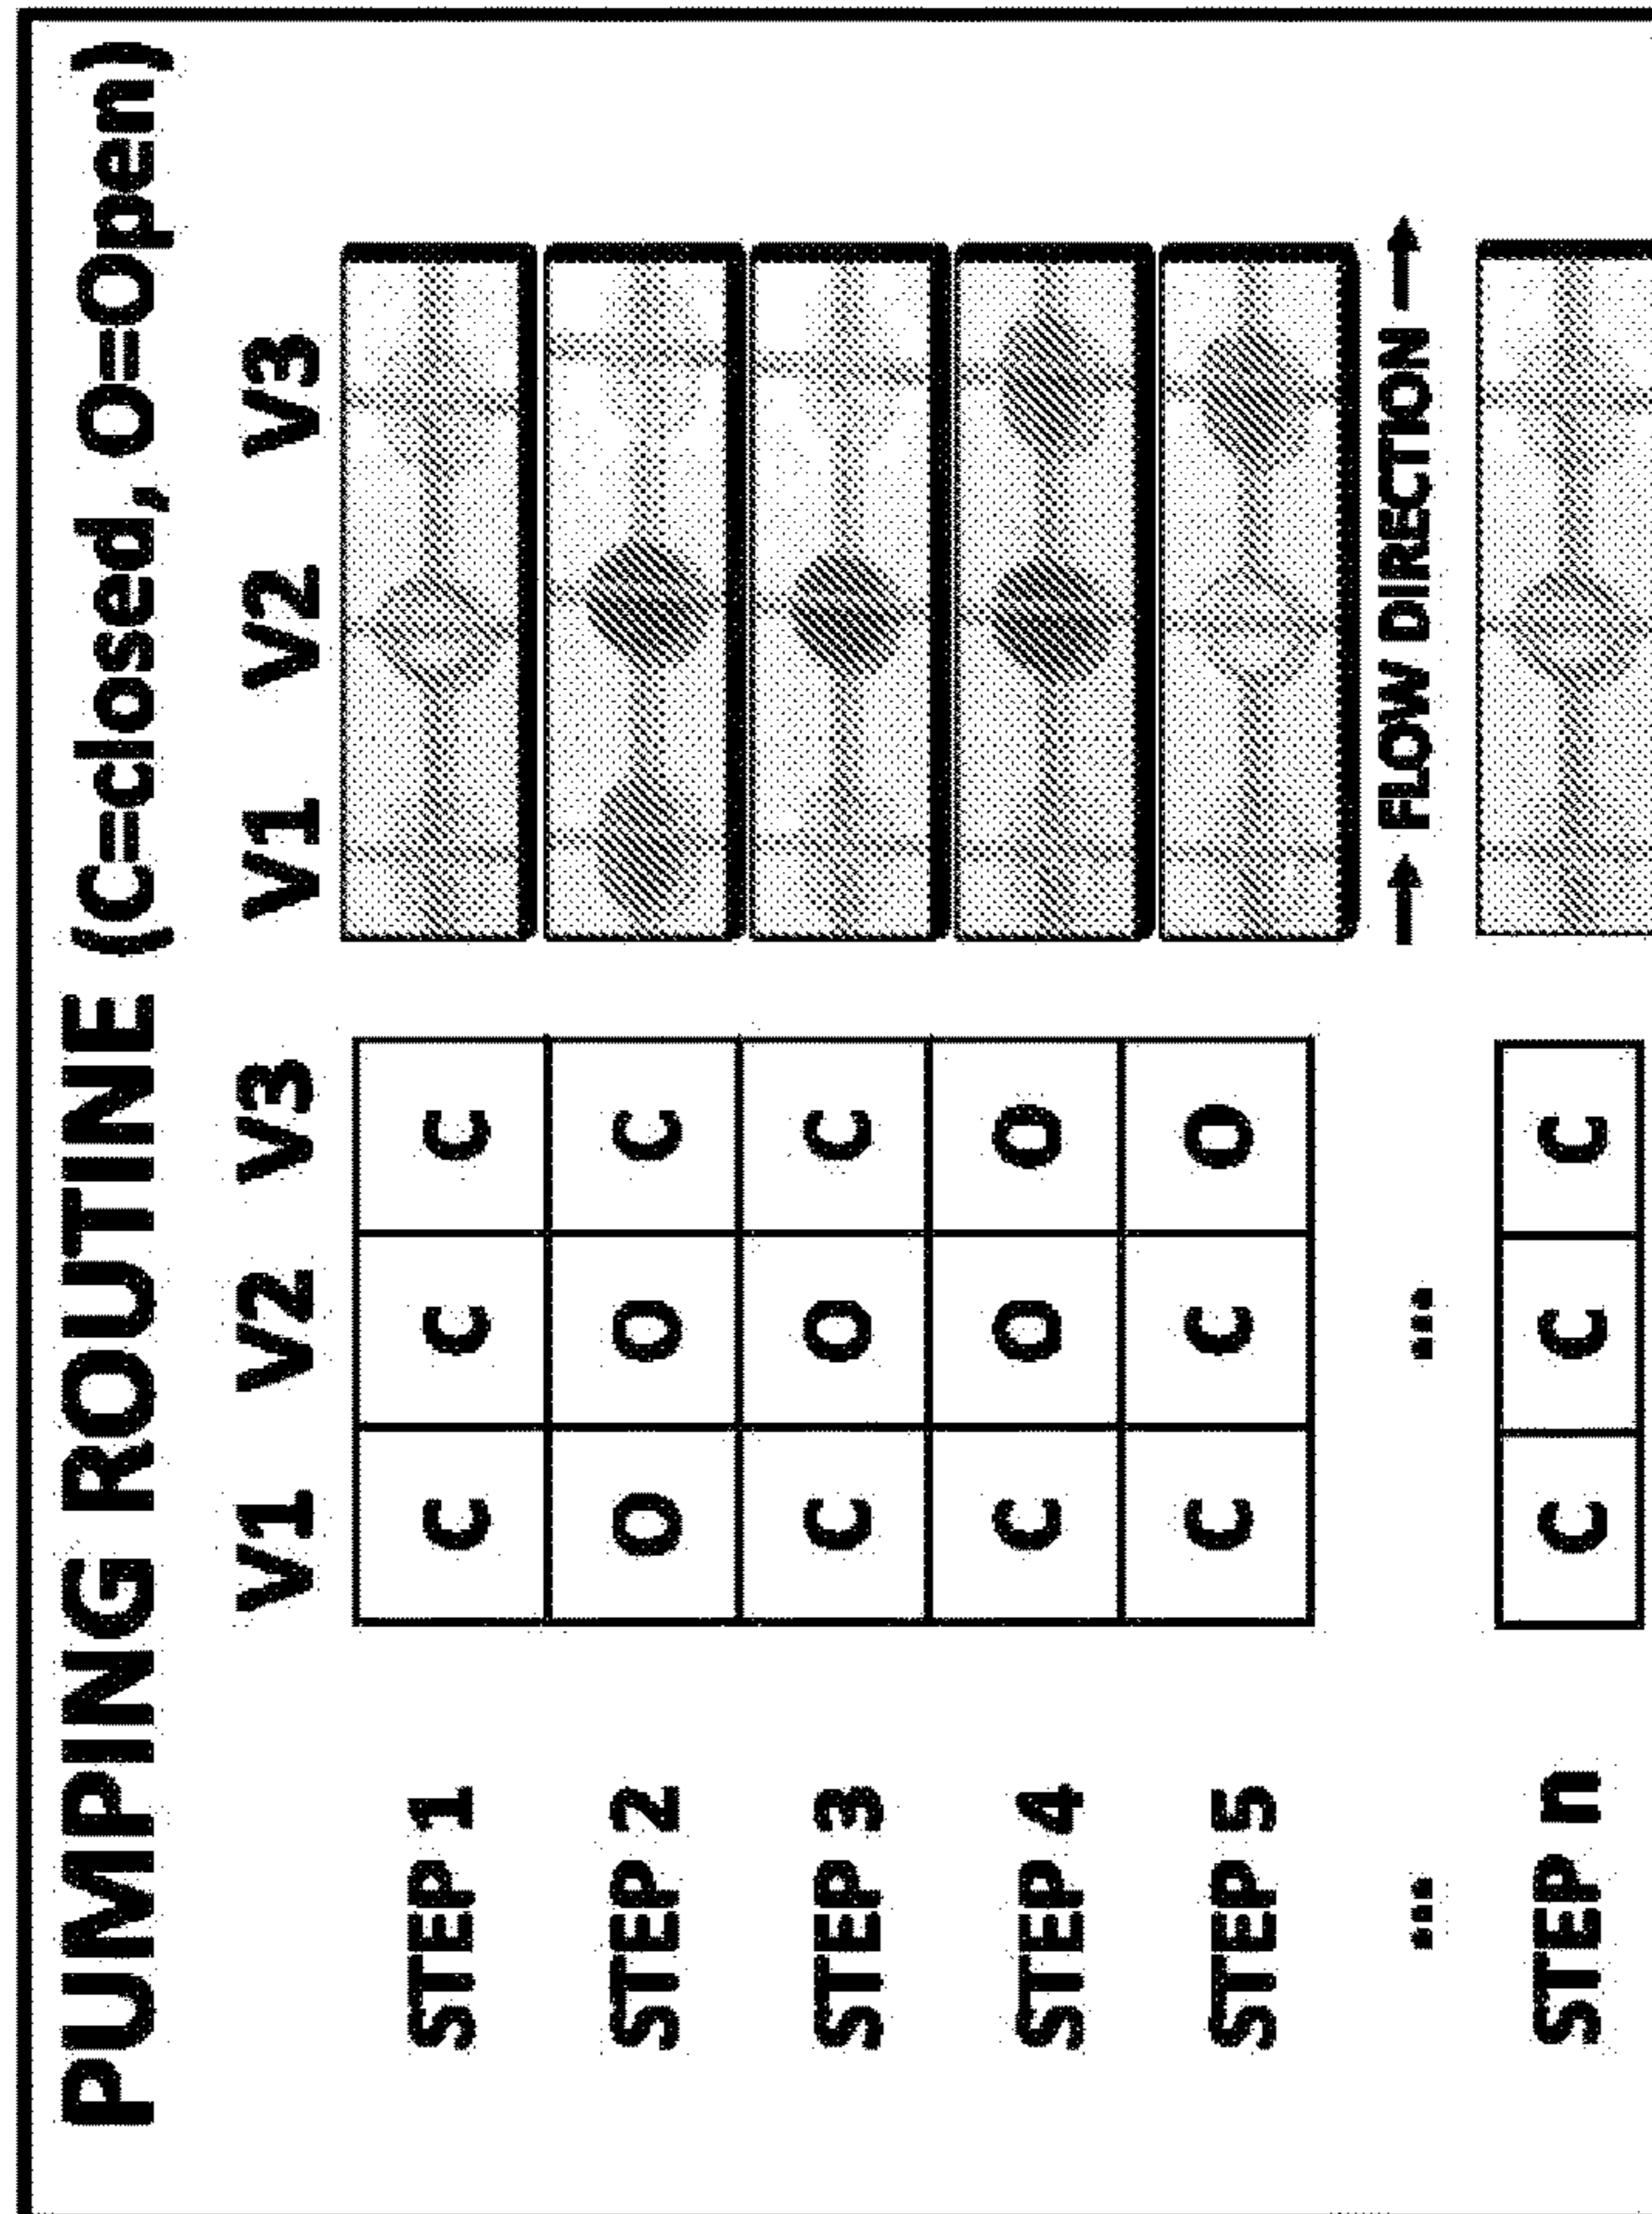 PUMPING ROUTINE (C=closed, O=Open)
V1 V2 V3 V1 V2 V3
STEP 1 C C C
STEP 2 O O C
STEP 3 C O C
STEP 4 C O O
STEP 5 C C O
... ... FLOW DIRECTION
STEP n C C C